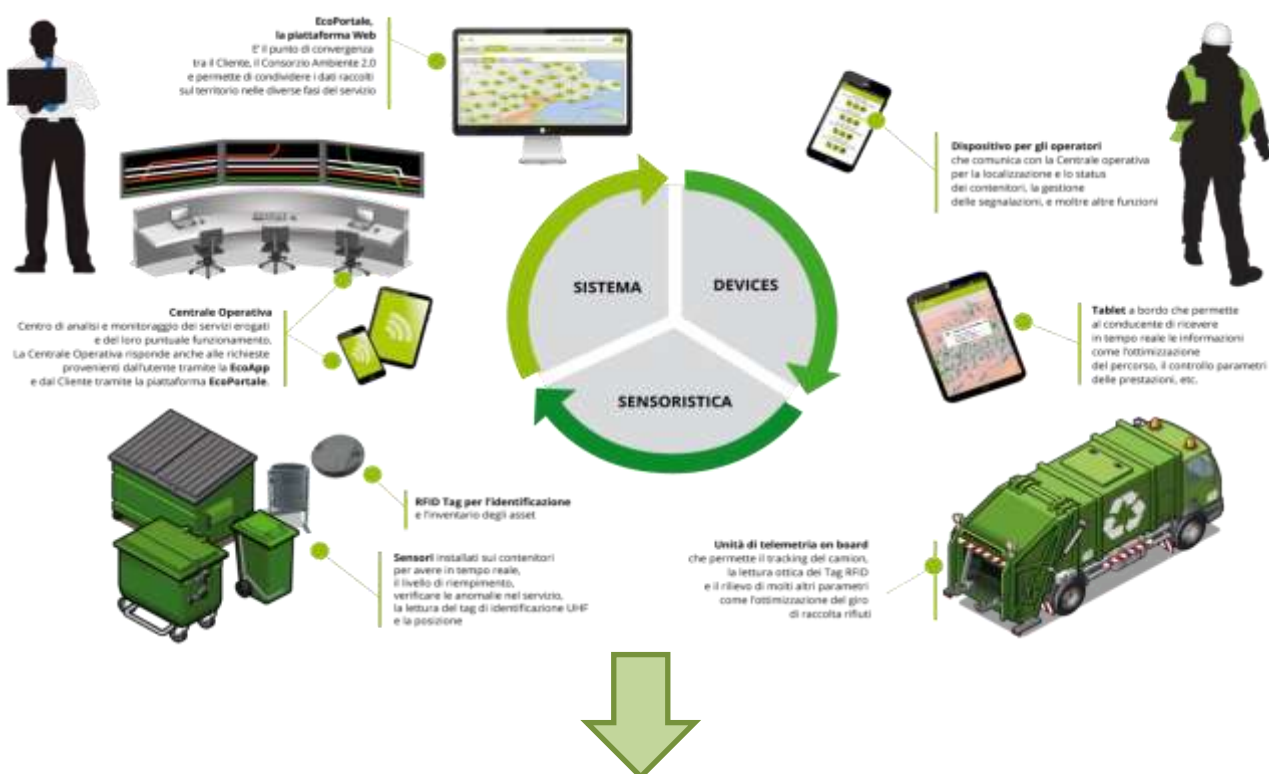 EcoPortale,
la piattaforma Web
E' il punto di convergenza
tra il Cliente, il Consorzio Ambiente 2.0
e permette di condividere i dati raccolti
sul territorio nelle diverse fasi del servizio
Dispositivo per gli operatori
che comunica con la Centrale operativa
per la localizzazione e lo status
dei contenitori, la gestione
delle segnalazioni, e moltre altre funzioni
SISTEMA
DEVICES
SENSORISTICA
Centrale Operativa
Centro di analisi e monitoraggio dei servizi erogati
e del loro puntuale funzionamento.
La Centrale Operativa risponde anche alle richieste
provenienti dall'utente tramite la EcoApp
e dal Cliente tramite la piattaforma EcoPortale.
Tablet a bordo che permette
al conducente di ricevere
in tempo reale le informazioni
come l'ottimizzazione
del percorso, il controllo parametri
delle prestazioni, etc.
RFID Tag per l'identificazione
e l'inventario degli asset
Sensori installati sui contenitori
per avere in tempo reale,
il livello di riempimento,
verificare le anomalie nel servizio,
la lettura del tag di identificazione UHF
e la posizione
Unità di telemetria on board
che permette il tracking del camion,
la lettura ottica dei Tag RFID
e il rilievo di molti altri parametri
come l'ottimizzazione del giro
di raccolta rifiuti